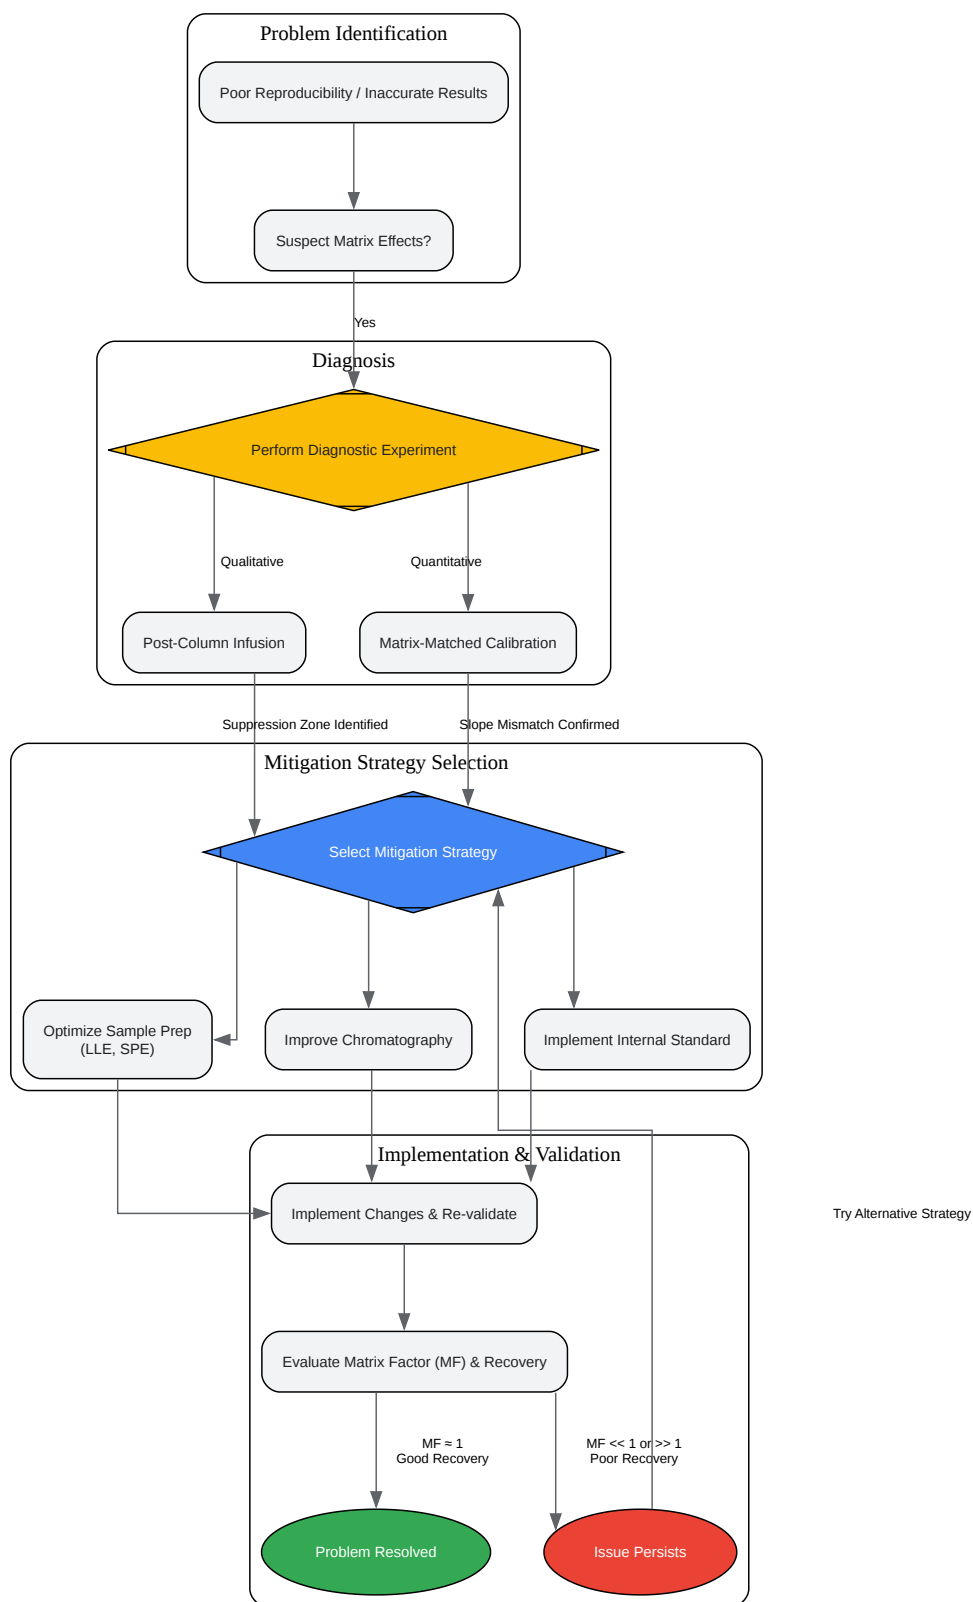 Problem Identification
Poor Reproducibility / Inaccurate Results
Suspect Matrix Effects?
Yes
Diagnosis
Perform Diagnostic Experiment
Qualitative
Quantitative
Post-Column Infusion
Matrix-Matched Calibration
Suppression Zone Identified
Slope Mismatch Confirmed
Mitigation Strategy Selection
Select Mitigation Strategy
Optimize Sample Prep
(LLE, SPE)
Improve Chromatography
Implement Internal Standard
Implementation & Validation
Implement Changes & Re-validate
Try Alternative Strategy
Evaluate Matrix Factor (MF) & Recovery
MF ≈ 1
Good Recovery
MF << 1 or >> 1
Poor Recovery
Problem Resolved
Issue Persists